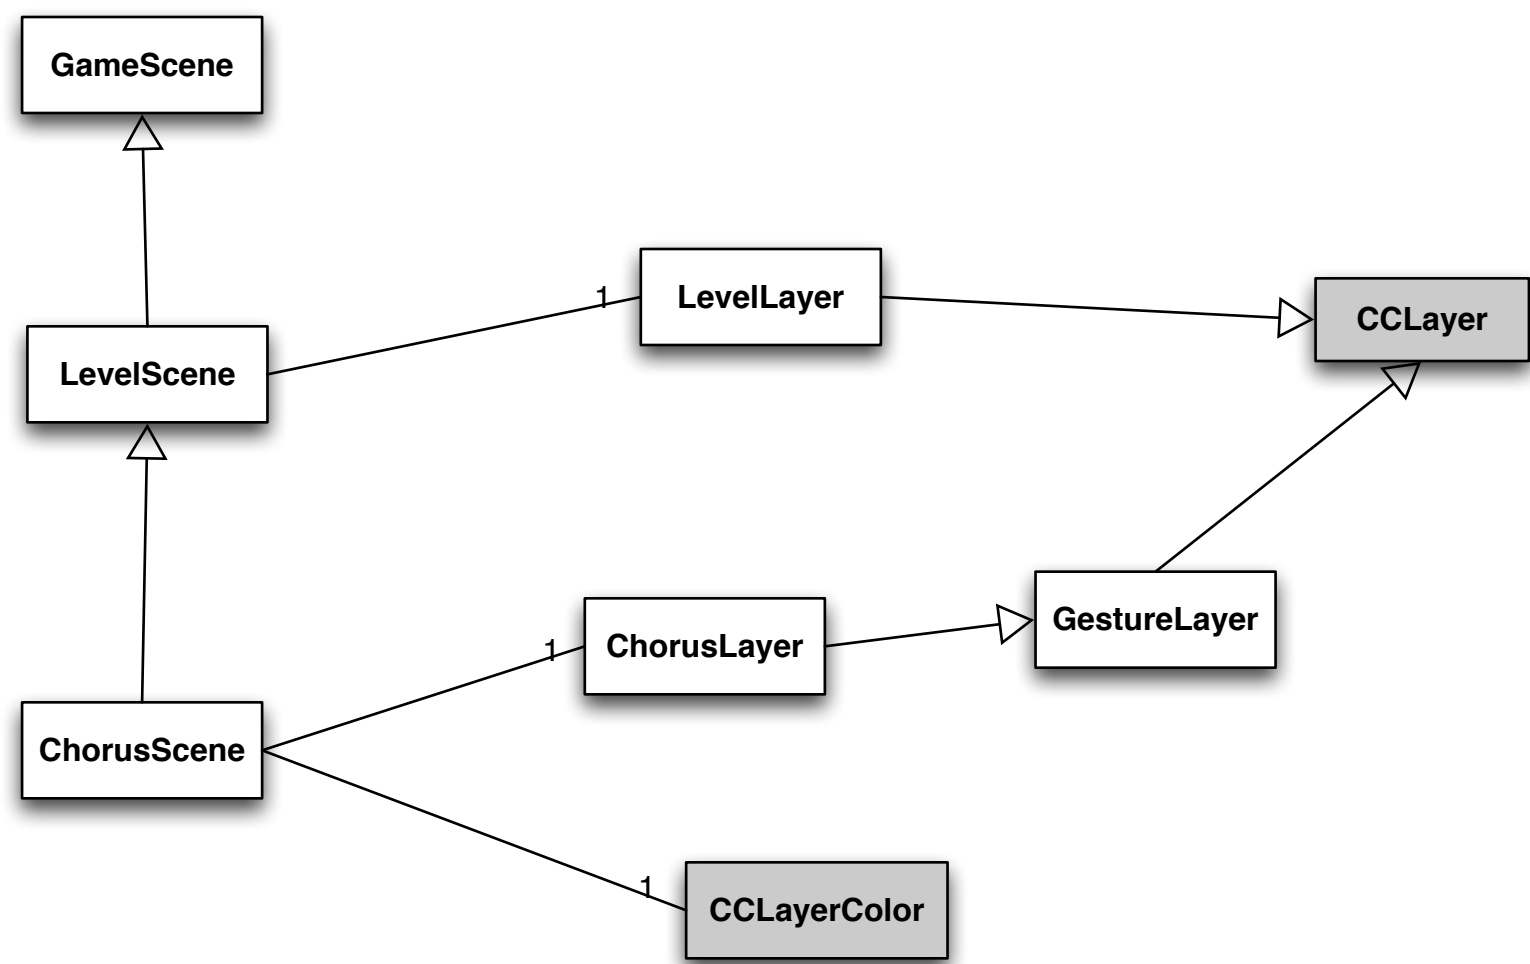 GameScene
LevelLayer
1
CCLayer
LevelScene
GestureLayer
ChorusLayer
1
ChorusScene
1
CCLayerColor